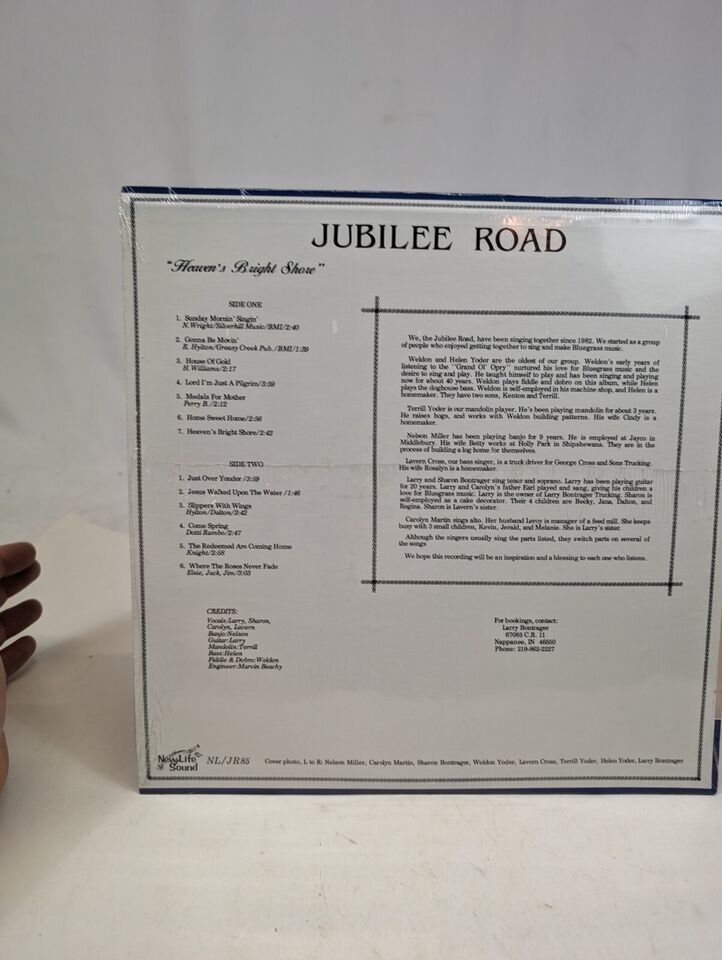 JUBILEE ROAD
"Heaven's Bright Shore"
SIDE ONE
1. Sunday Mornin' Singin'
N. Wright/Silverhill Music/BMI/2:40
2. Gonna Be Movin'
R. Hylton/Greasy Creek Pub./BMI/1:39
3. House Of Gold
H. Williams/2:17
4. Lord I'm Just A Pilgrim/3:59
5. Medals For Mother
Perry B./2:12
6. Home Sweet Home/2:56
7. Heaven's Bright Shore/2:42
SIDE TWO
1. Just Over Yonder/3:59
2. Jesus Walked Upon The Water/1:46
3. Slippers With Wings
Hylton/Dalton/3:42
4. Come Spring
Dotti Rambo/2:47
5. The Redeemed Are Coming Home
Knight/2:58
6. Where The Roses Never Fade
Elsie, Jack, Jim/3:03
CREDITS:
Vocals: Larry, Sharon,
Carolyn, Lavern
Banjo: Nelson
Guitar: Larry
Mandolin: Terrill
Bass: Helen
Fiddle & Dobro: Weldon
Engineer: Marvin Beachy
We, the Jubilee Road, have been singing together since 1982. We started as a group
of people who enjoyed getting together to sing and make Bluegrass music.
Weldon and Helen Yoder are the oldest of our group. Weldon's early years of
listening to the "Grand Ol' Opry" nurtured his love for Bluegrass music and the
desire to sing and play. He taught himself to play and has been singing and playing
now for about 40 years. Weldon plays fiddle and dobro on this album, while Helen
plays the doghouse bass. Weldon is self-employed in his machine shop, and Helen is a
homemaker. They have two sons, Kenton and Terrill.
Terrill Yoder is our mandolin player. He's been playing mandolin for about 3 years.
He raises hogs, and works with Weldon building patterns. His wife Cindy is a
homemaker.
Nelson Miller has been playing banjo for 9 years. He is employed at Jayco in
Middlebury. His wife Betty works at Holly Park in Shipshewana. They are in the
process of building a log home for themselves.
Lavern Cross, our bass singer, is a truck driver for George Cross and Sons Trucking.
His wife Rosalyn is a homemaker.
Larry and Sharon Bontrager sing tenor and soprano. Larry has been playing guitar
for 20 years. Larry and Carolyn's father Earl played and sang, giving his children a
love for Bluegrass music. Larry is the owner of Larry Bontrager Trucking. Sharon is
self-employed as a cake decorator. Their 4 children are Becky, Jana, Dalton, and
Regina. Sharon is Lavern's sister.
Carolyn Martin sings alto. Her husband Leroy is manager of a feed mill. She keeps
busy with 3 small children, Kevin, Jerald, and Melanie. She is Larry's sister.
Although the singers usually sing the parts listed, they switch parts on several of
the songs
We hope this recording will be an inspiration and a blessing to each one who listens.
For bookings, contact:
Larry Bontrager
67085 C.R. 11
Nappanee, IN 46550
Phone: 219-862-2227
New Life
Sound
NL/JR85
Cover photo, L to R: Nelson Miller, Carolyn Martin, Sharon Bontrager, Weldon Yoder, Lavern Cross, Terrill Yoder, Helen Yoder, Larry Bontrager